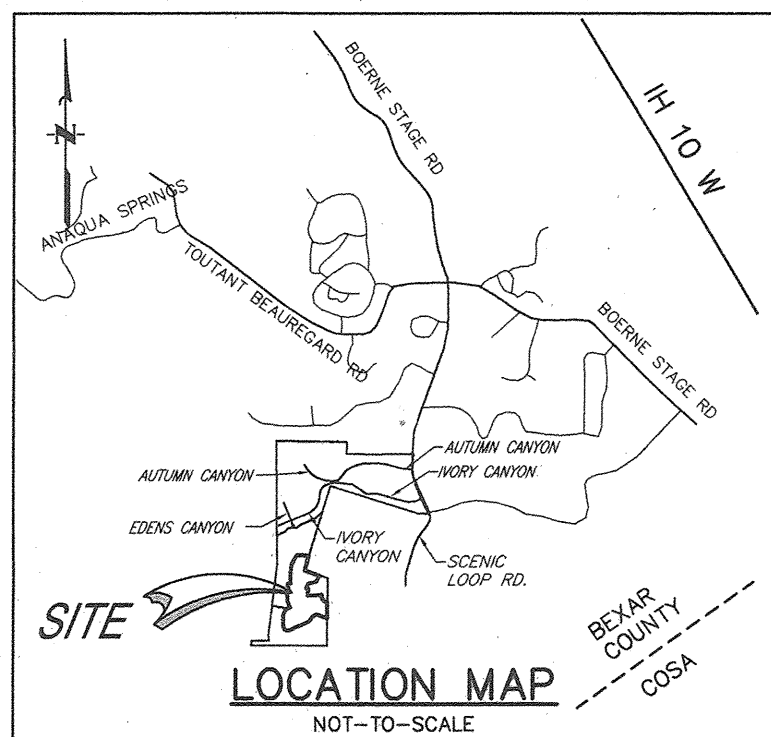 BOERNE STAGE RD
IH 10 W
N
ANAQUA SPRINGS
TOUTANT BEAUREGARD RD
BOERNE STAGE RD
AUTUMN CANYON
AUTUMN CANYON
IVORY CANYON
EDENS CANYON
IVORY
CANYON
SCENIC
LOOP RD.
SITE
BEXAR
COUNTY
COSA
LOCATION MAP
NOT-TO-SCALE